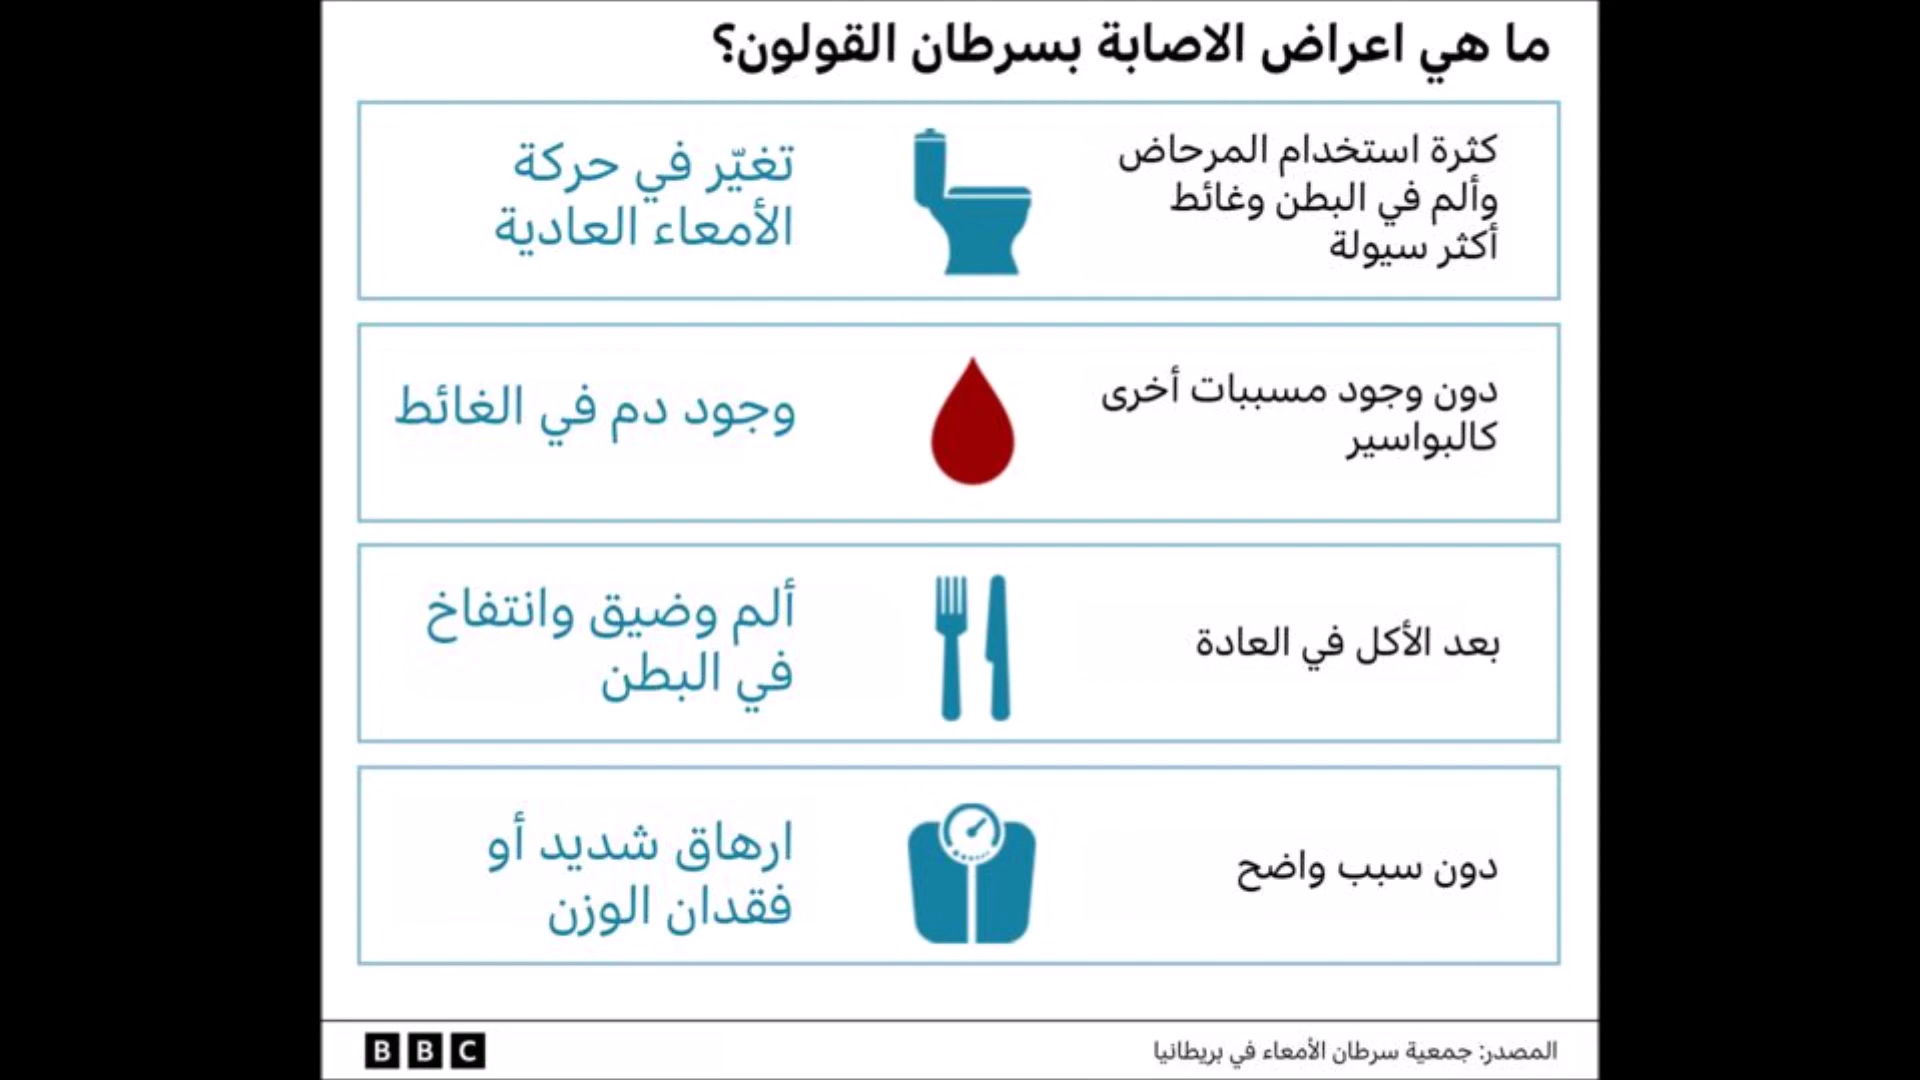 ما هي اعراض الاصابة بسرطان القولون؟
كثرة استخدام المرحاض
وألم في البطن وغائط
أكثر سيولة
تغيّر في حركة
الأمعاء العادية
دون وجود مسببات أخرى
كالبواسير
وجود دم في الغائط
بعد الأكل في العادة
ألم وضيق وانتفاخ
في البطن
دون سبب واضح
ارهاق شديد أو
فقدان الوزن
المصدر: جمعية سرطان الأمعاء في بريطانيا
BBC